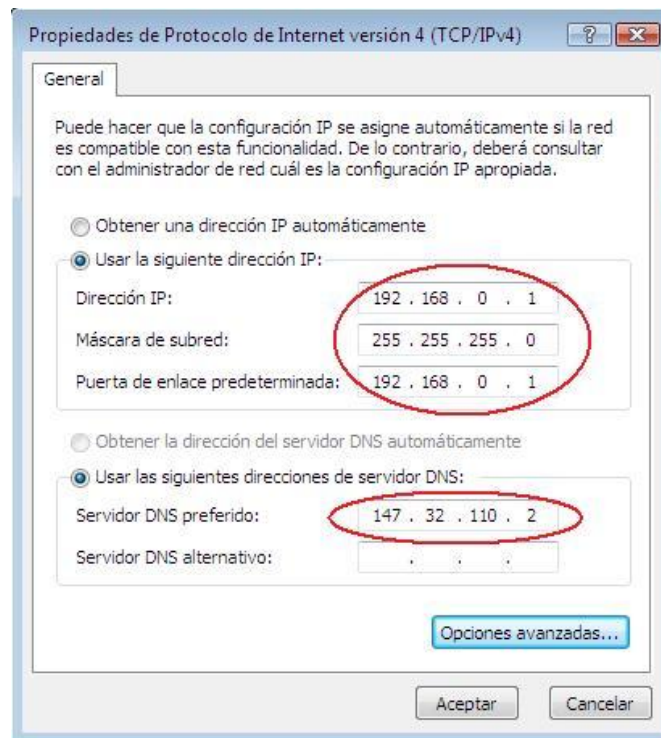 Propiedades de Protocolo de Internet versión 4 (TCP/IPv4)
General
Puede hacer que la configuración IP se asigne automáticamente si la red
es compatible con esta funcionalidad. De lo contrario, deberá consultar
con el administrador de red cuál es la configuración IP apropiada.
Obtener una dirección IP automáticamente
Usar la siguiente dirección IP:
Dirección IP: 192 . 168 . 0 . 1
Máscara de subred: 255 . 255 . 255 . 0
Puerta de enlace predeterminada: 192 . 168 . 0 . 1
Obtener la dirección del servidor DNS automáticamente
Usar las siguientes direcciones de servidor DNS:
Servidor DNS preferido: 147 . 32 . 110 . 2
Servidor DNS alternativo: . . .
Opciones avanzadas...
Aceptar Cancelar